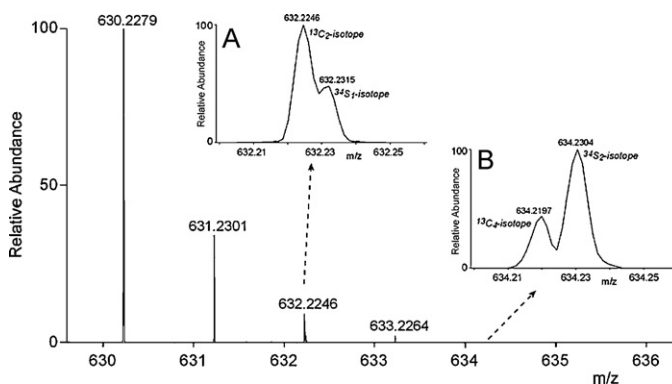 630.2279
100
50
0
Relative Abundance
631.2301
632.2246
633.2264
630
631
632
633
634
635
636
m/z
A
632.2246
¹³C₂-isotope
632.2315
³⁴S₁-isotope
100
0
Relative Abundance
632.21
632.23
632.25
m/z
B
634.2304
³⁴S₂-isotope
¹³C₄-isotope
634.2197
100
0
Relative Abundance
634.21
634.23
634.25
m/z